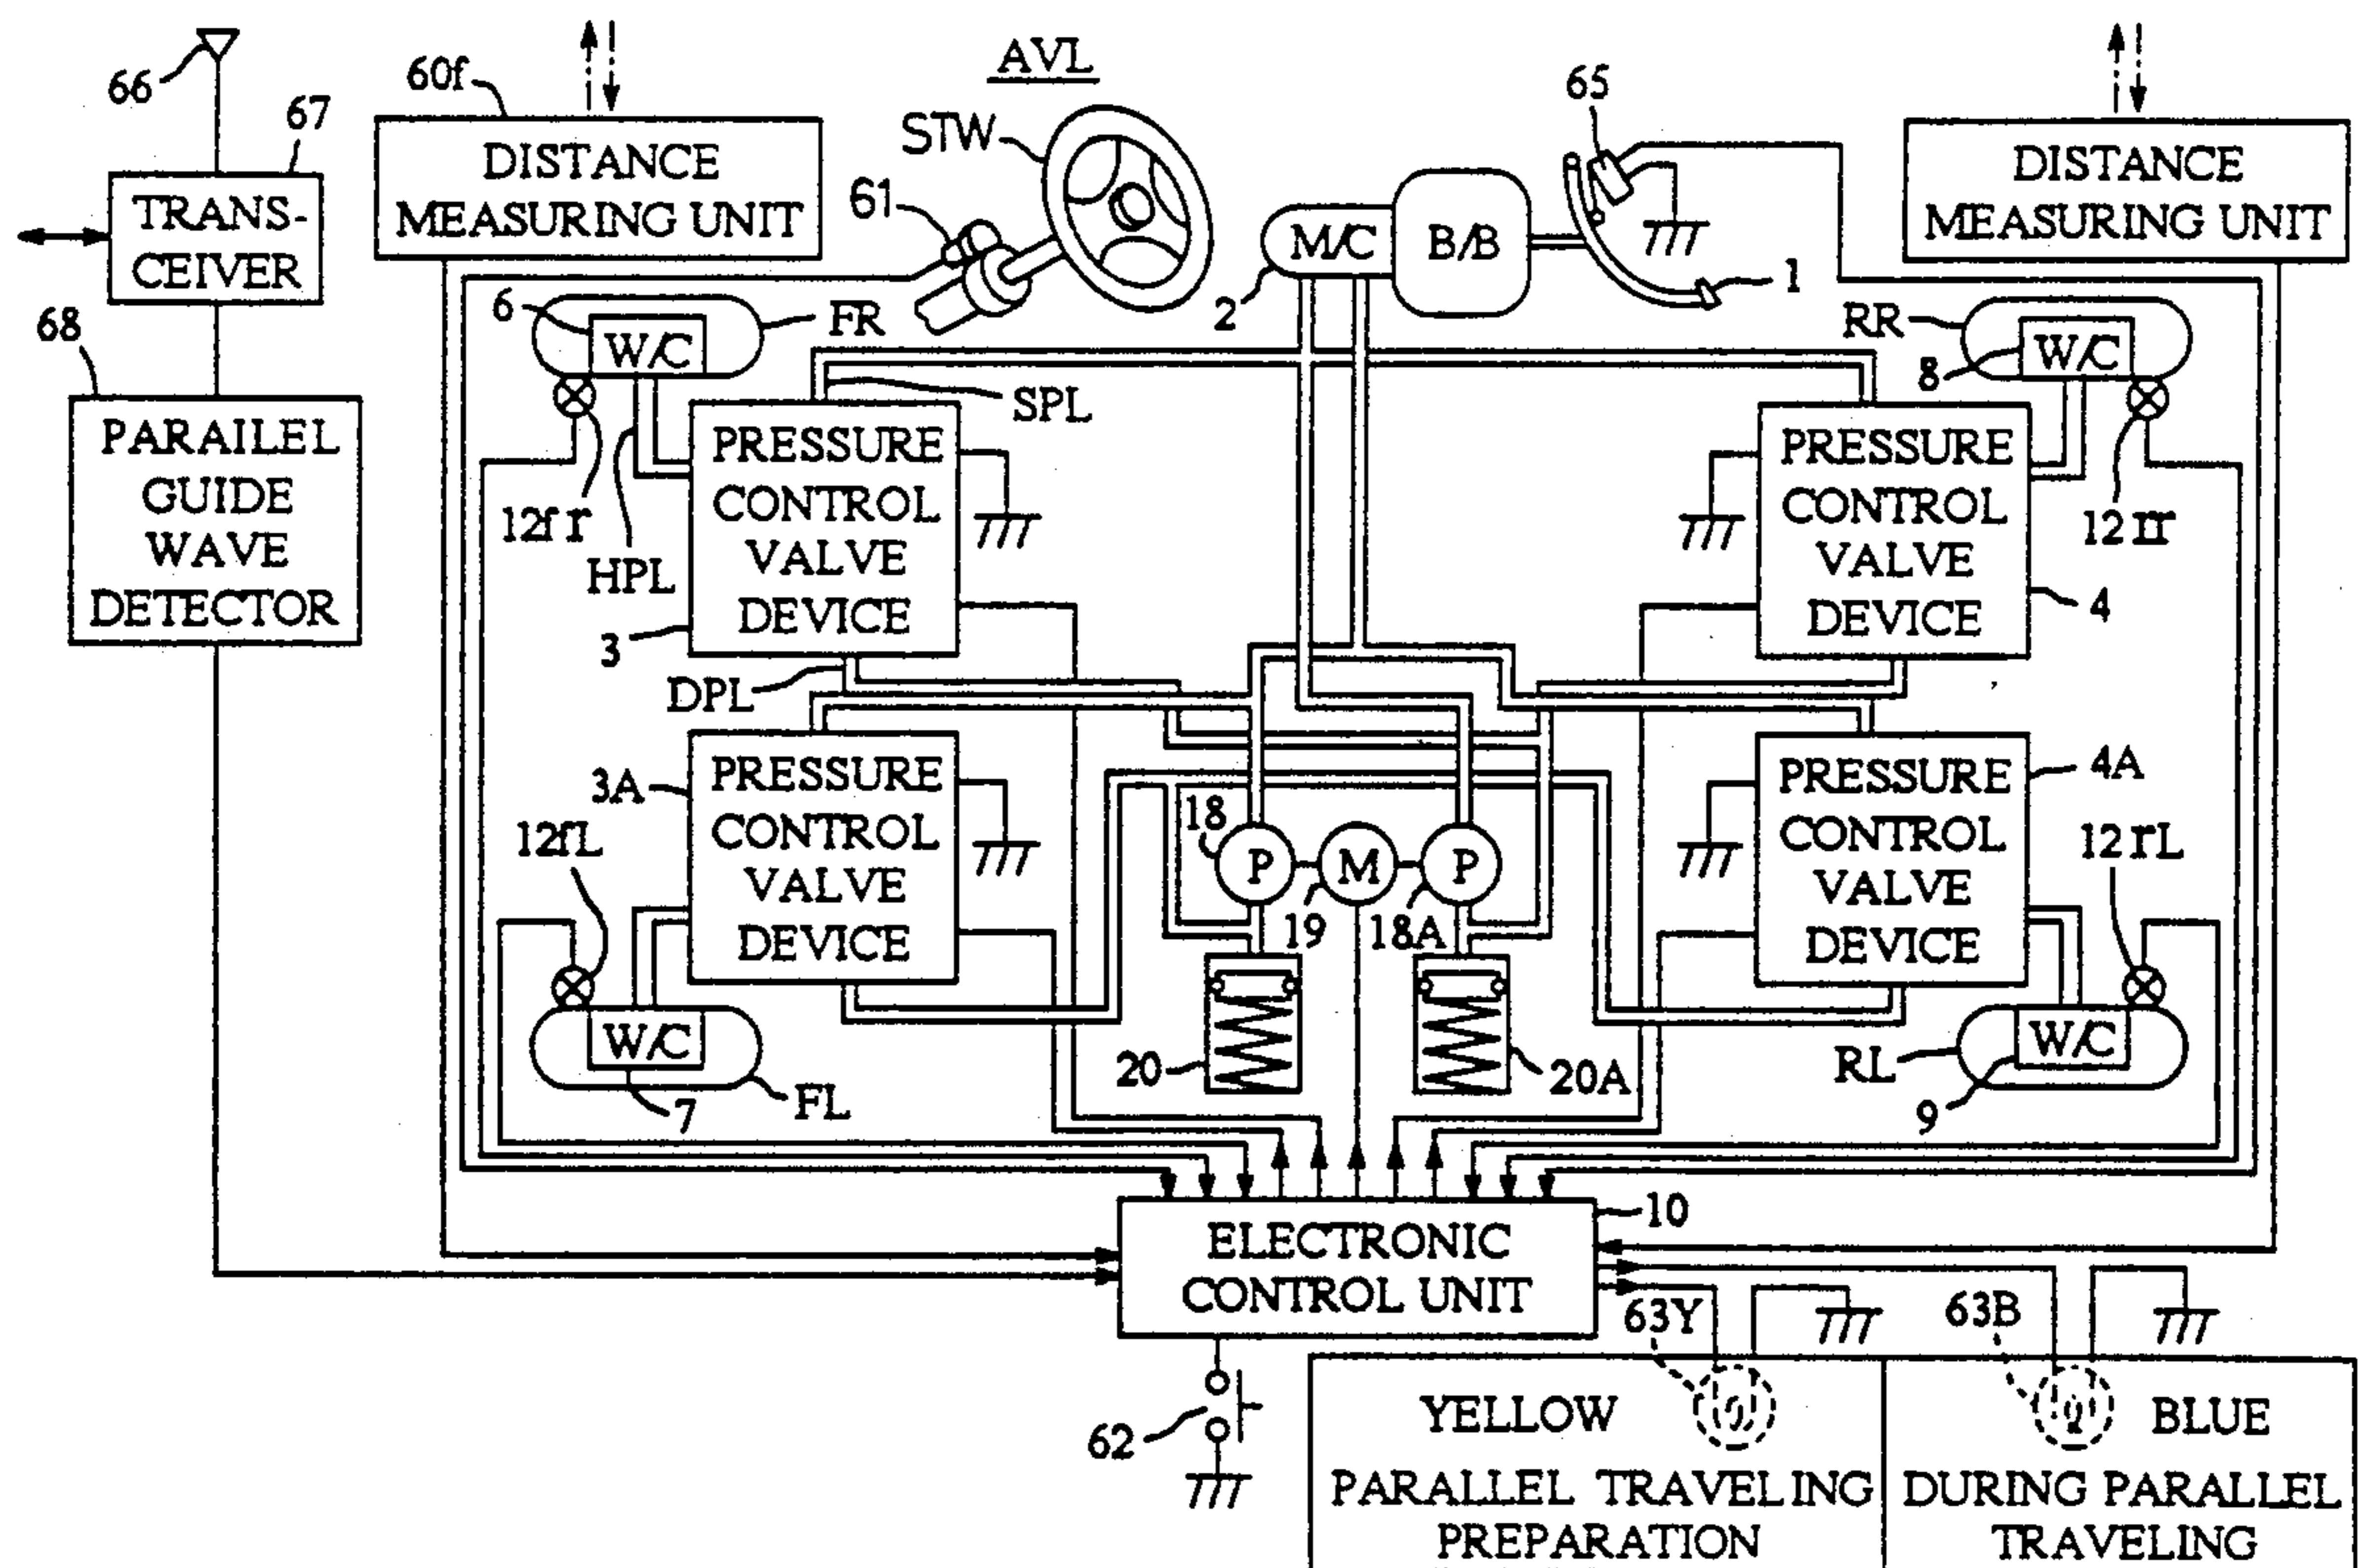 AVL
66
67
TRANS-
CEIVER
68
PARAILEL
GUIDE
WAVE
DETECTOR
60f
DISTANCE
MEASURING UNIT
STW
61
M/C
B/B
2
65
1
DISTANCE
MEASURING UNIT
6
W/C
FR
12fr
HPL
SPL
PRESSURE
CONTROL
VALVE
DEVICE
3
DPL
RR
W/C
8
12rr
PRESSURE
CONTROL
VALVE
DEVICE
4
3A
PRESSURE
CONTROL
VALVE
DEVICE
12fL
W/C
7
FL
18
P
M
P
19
18A
20
20A
PRESSURE
CONTROL
VALVE
DEVICE
4A
12rL
W/C
RL
9
10
ELECTRONIC
CONTROL UNIT
62
63Y
63B
YELLOW
BLUE
PARALLEL TRAVELING
PREPARATION
DURING PARALLEL
TRAVELING